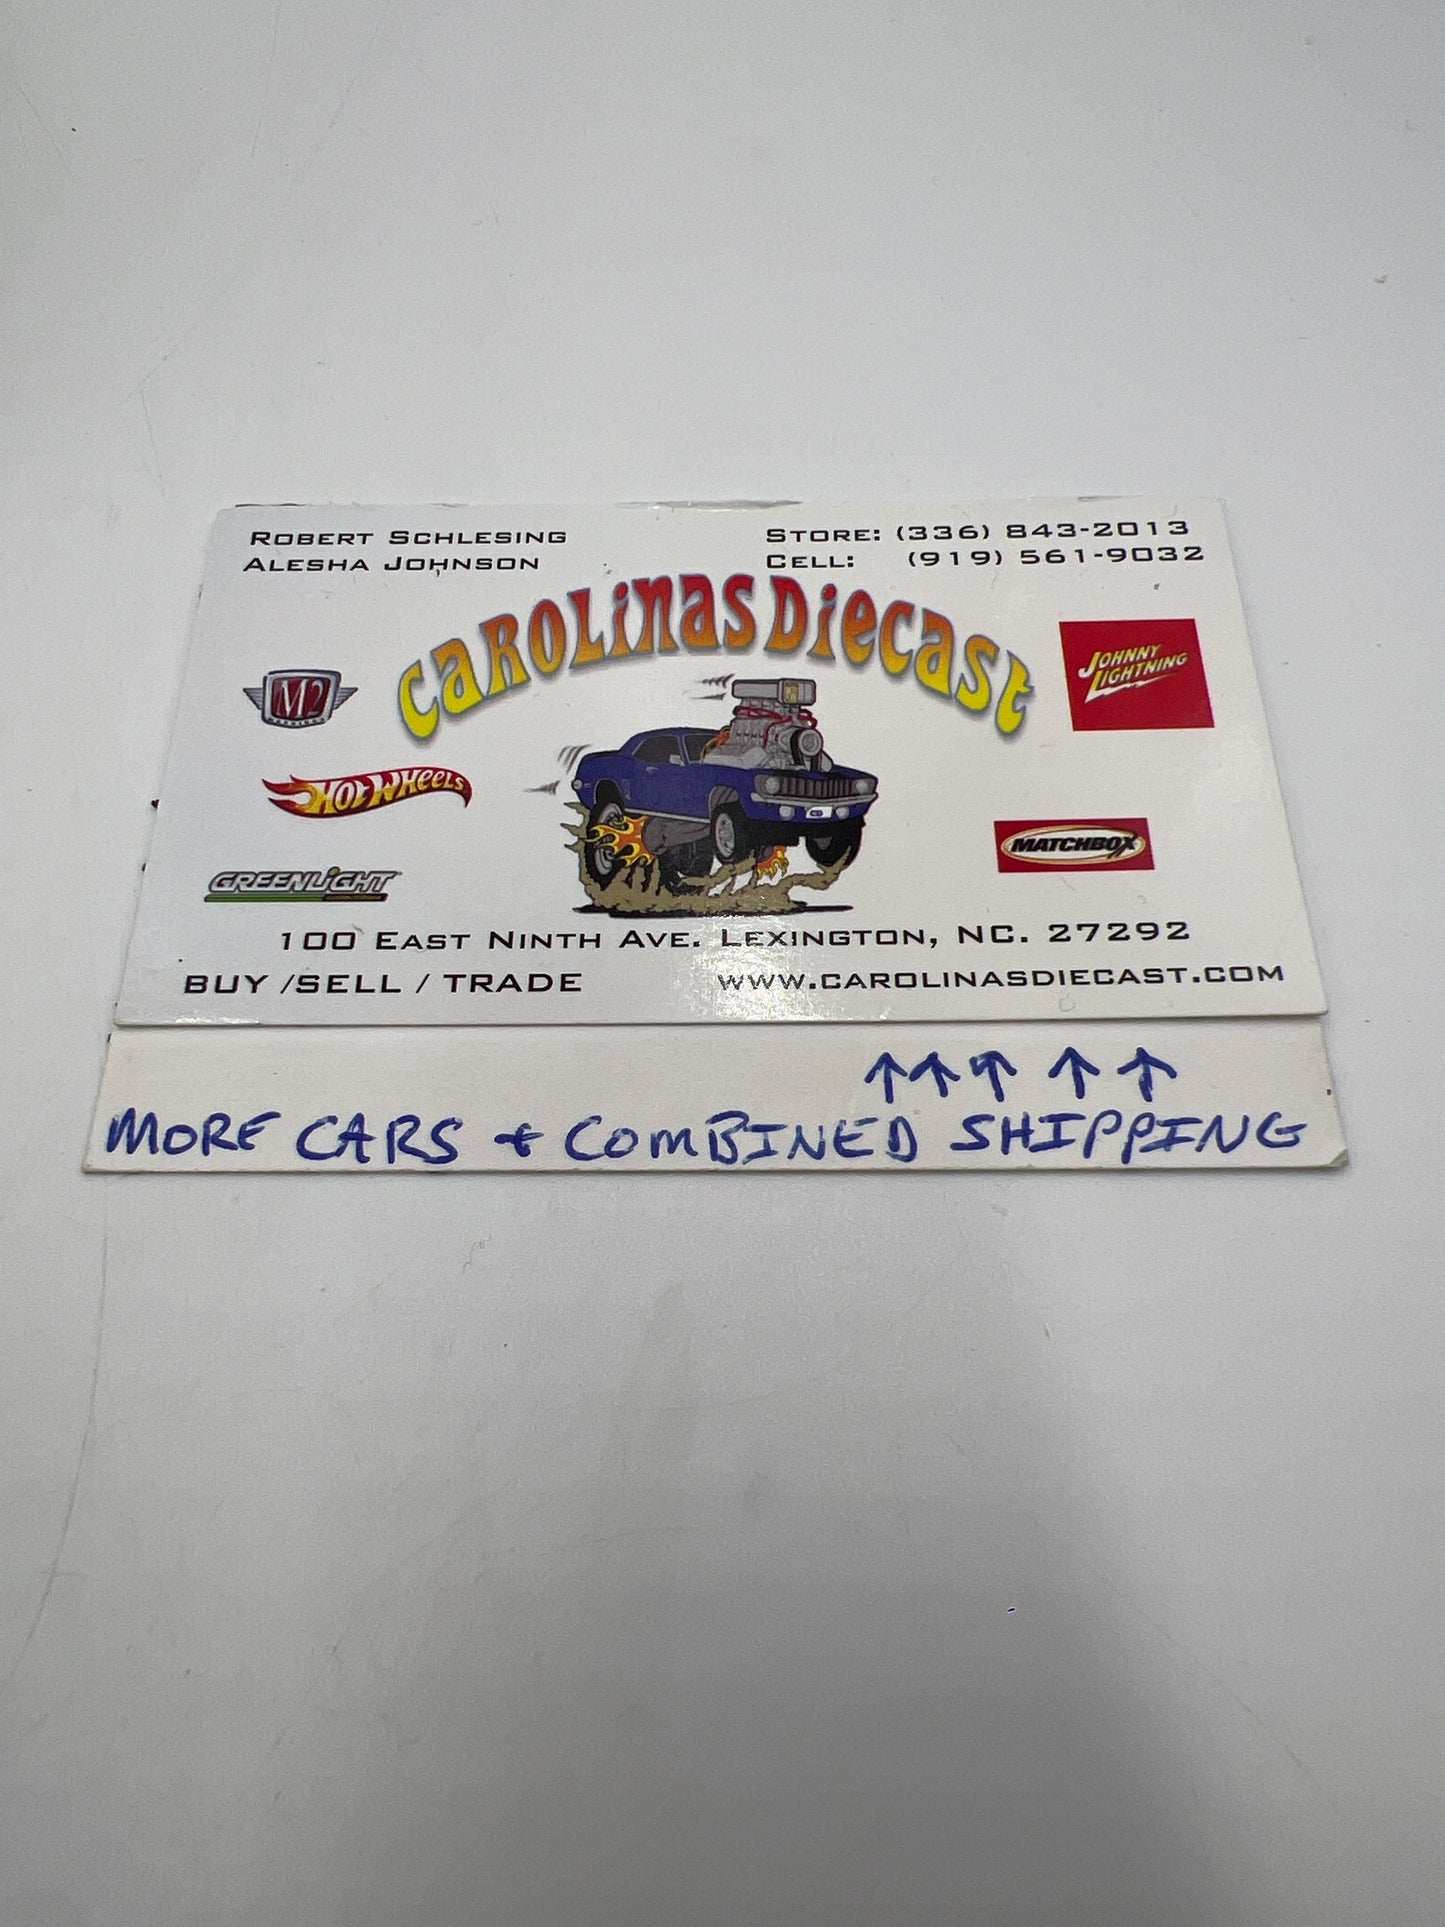 ROBERT SCHLESING
ALESHA JOHNSON
STORE: (336) 843-2013
CELL: (919) 561-9032
CAROLINAS DIECAST
M2
MACHINES
JOHNNY
LIGHTNING
HOT WHEELS
MATCHBOX
GREENLIGHT
100 EAST NINTH AVE. LEXINGTON, NC. 27292
BUY /SELL / TRADE
WWW.CAROLINASDIECAST.COM
↑ ↑ ↑ ↑ ↑
MORE CARS + COMBINED SHIPPING